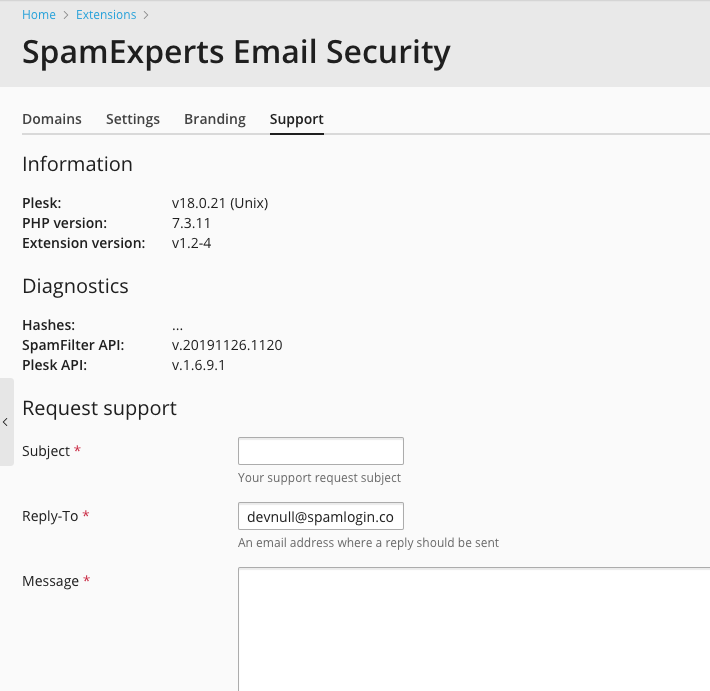 Home > Extensions >
SpamExperts Email Security
Domains Settings Branding Support
Information
Plesk: v18.0.21 (Unix)
PHP version: 7.3.11
Extension version: v1.2-4
Diagnostics
Hashes: ...
SpamFilter API: v.20191126.1120
Plesk API: v.1.6.9.1
Request support
Subject *
Your support request subject
Reply-To * devnull@spamlogin.co
An email address where a reply should be sent
Message *